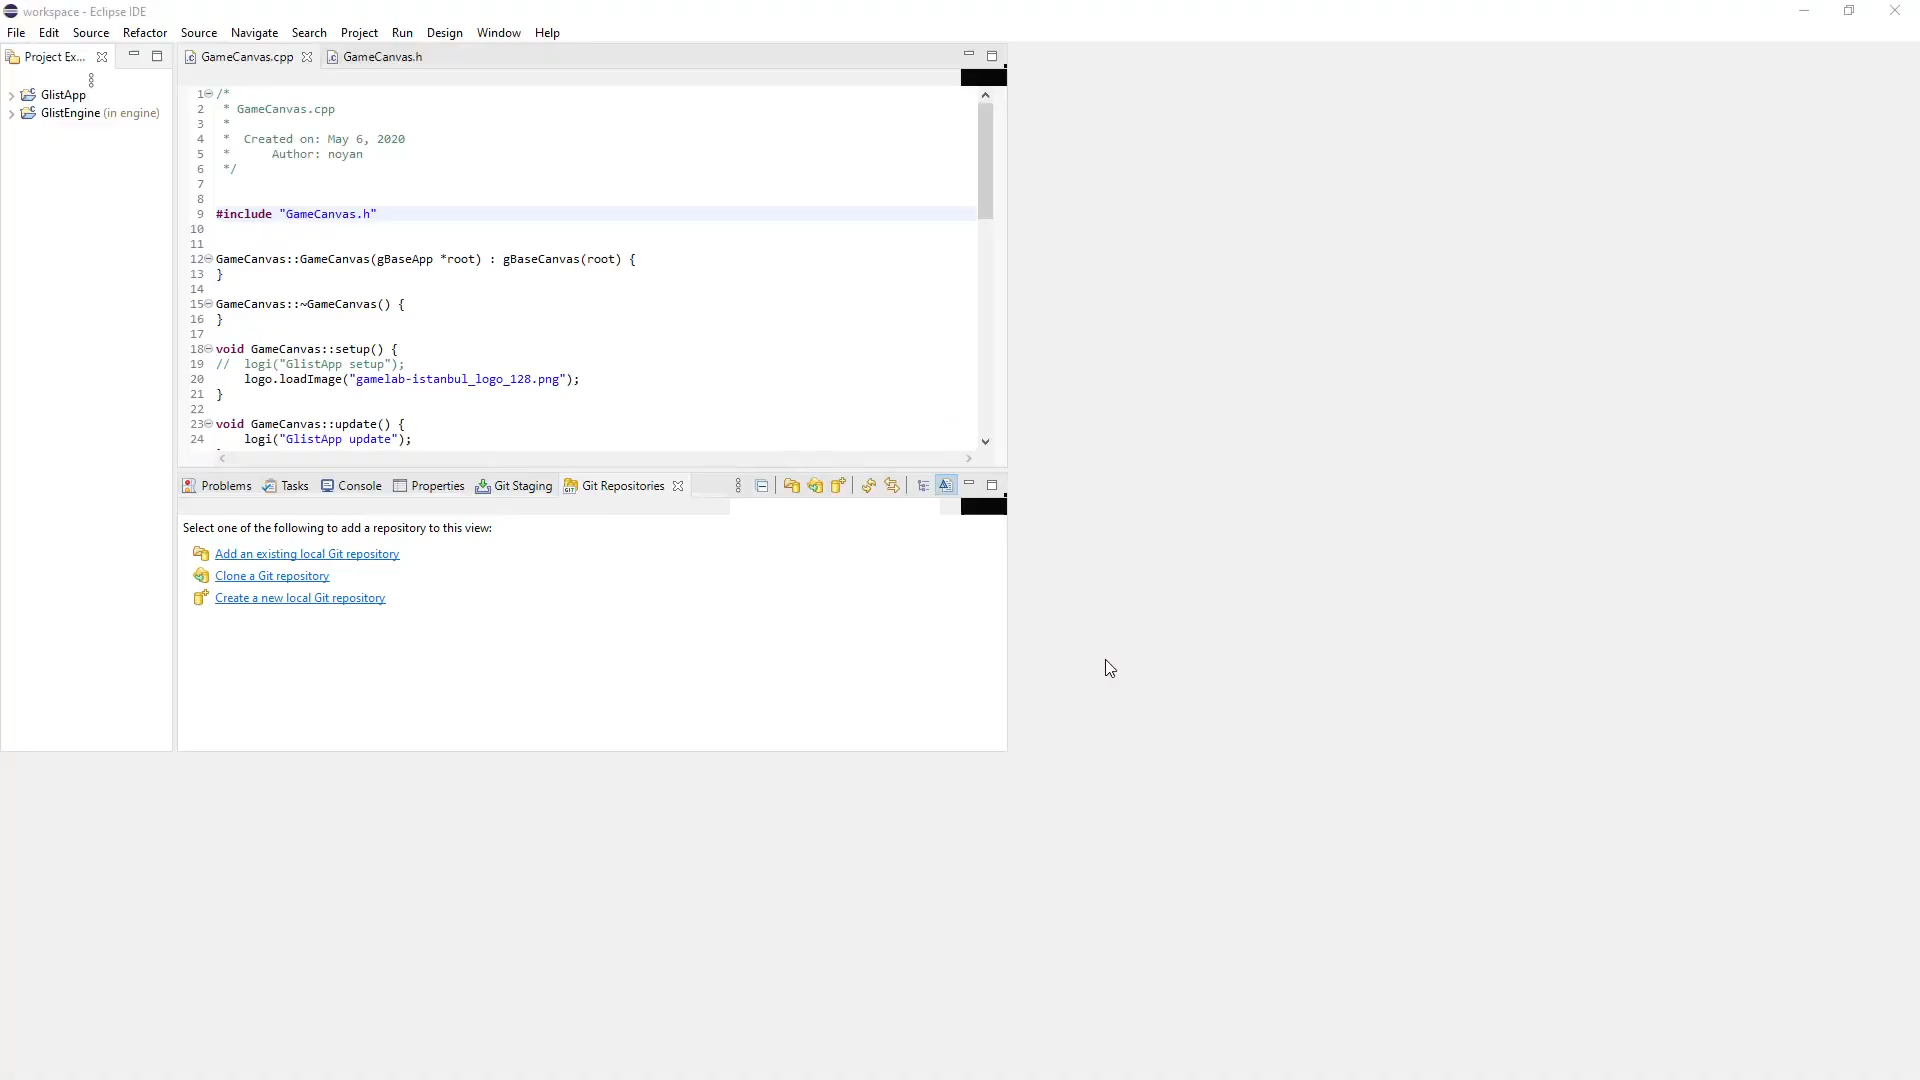 workspace - Eclipse IDE
File Edit Source Refactor Source Navigate Search Project Run Design Window Help
Project Ex... GameCanvas.cpp GameCanvas.h
GlistApp
GlistEngine (in engine)
1 /*
2 * GameCanvas.cpp
3 *
4 * Created on: May 6, 2020
5 * Author: noyan
6 */
7
8
9 #include "GameCanvas.h"
10
11
12 GameCanvas::GameCanvas(gBaseApp *root) : gBaseCanvas(root) {
13 }
14
15 GameCanvas::~GameCanvas() {
16 }
17
18 void GameCanvas::setup() {
19 // logi("GlistApp setup");
20 logo.loadImage("gamelab-istanbul_logo_128.png");
21 }
22
23 void GameCanvas::update() {
24 logi("GlistApp update");
Problems Tasks Console Properties Git Staging GIT Git Repositories
Select one of the following to add a repository to this view:
Add an existing local Git repository
Clone a Git repository
Create a new local Git repository